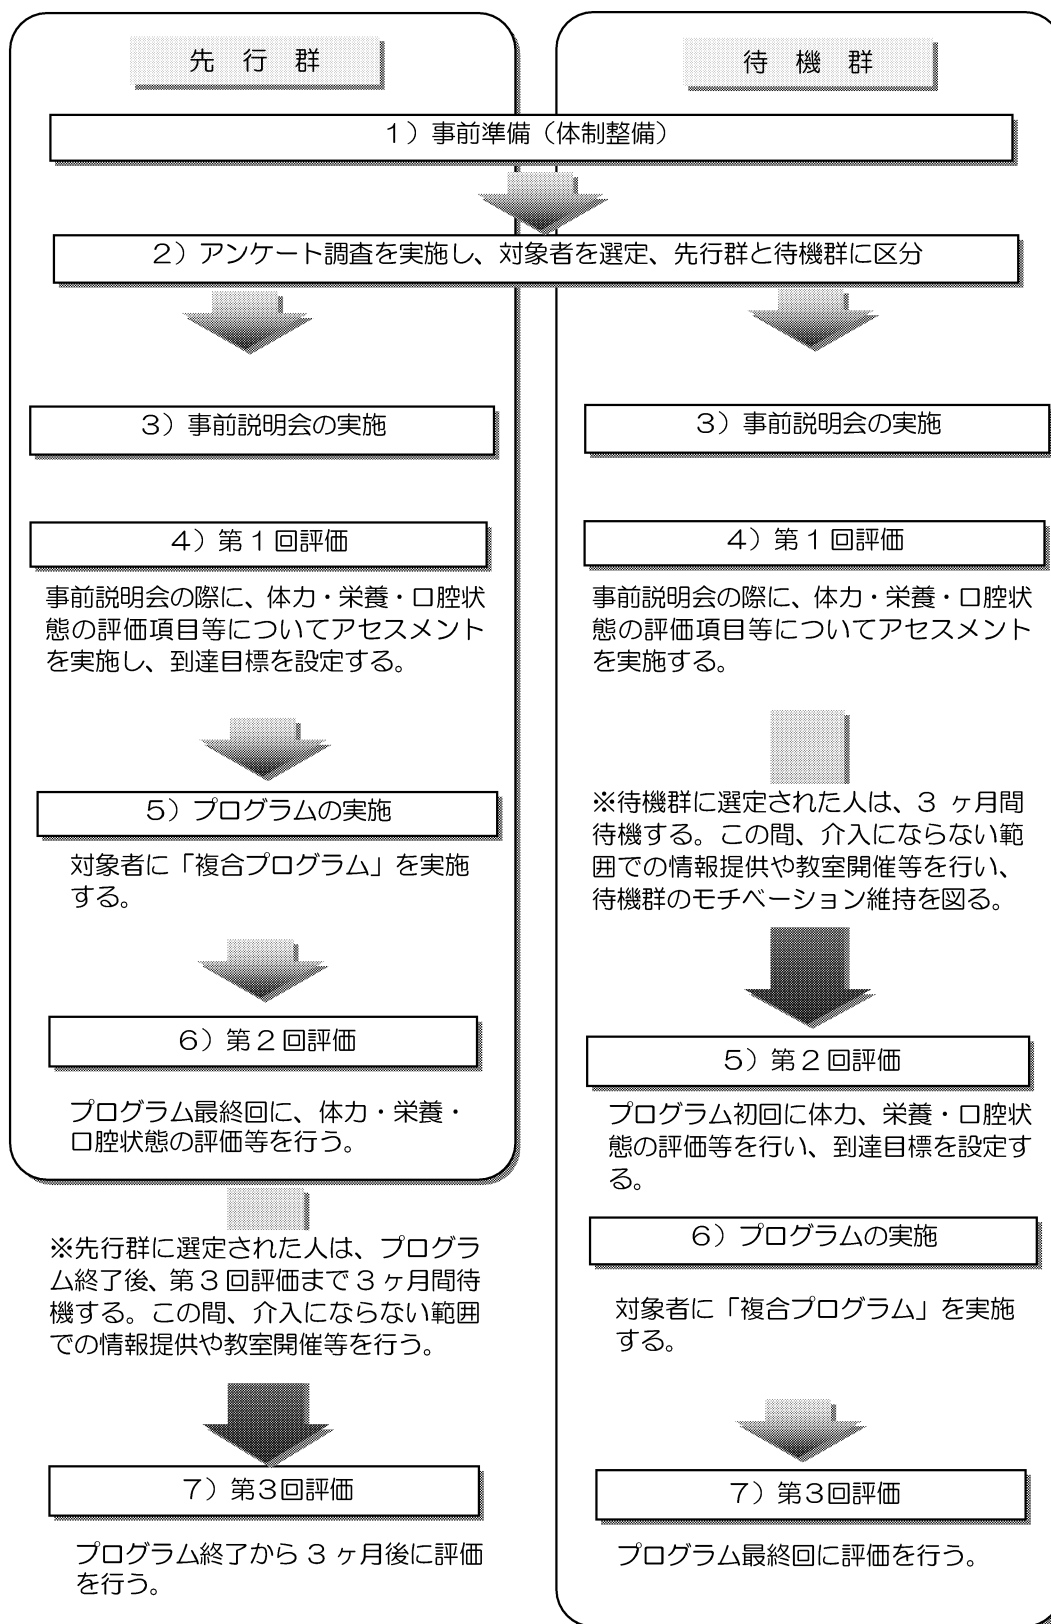 先 行 群
待 機 群
1）事前準備（体制整備）
2）アンケート調査を実施し、対象者を選定、先行群と待機群に区分
3）事前説明会の実施
4）第1回評価
事前説明会の際に、体力・栄養・口腔状
態の評価項目等についてアセスメント
を実施し、到達目標を設定する。
5）プログラムの実施
対象者に「複合プログラム」を実施
する。
6）第2回評価
プログラム最終回に、体力・栄養・
口腔状態の評価等を行う。
※先行群に選定された人は、プログラ
ム終了後、第3回評価まで3ヶ月間待
機する。この間、介入にならない範囲
での情報提供や教室開催等を行う。
7）第3回評価
プログラム終了から 3 ヶ月後に評価
を行う。
3）事前説明会の実施
4）第1回評価
事前説明会の際に、体力・栄養・口腔状
態の評価項目等についてアセスメント
を実施する。
※待機群に選定された人は、3 ヶ月間
待機する。この間、介入にならない範
囲での情報提供や教室開催等を行い、
待機群のモチベーション維持を図る。
5）第2回評価
プログラム初回に体力、栄養・口腔状
態の評価等を行い、到達目標を設定す
る。
6）プログラムの実施
対象者に「複合プログラム」を実施
する。
7）第3回評価
プログラム最終回に評価を行う。